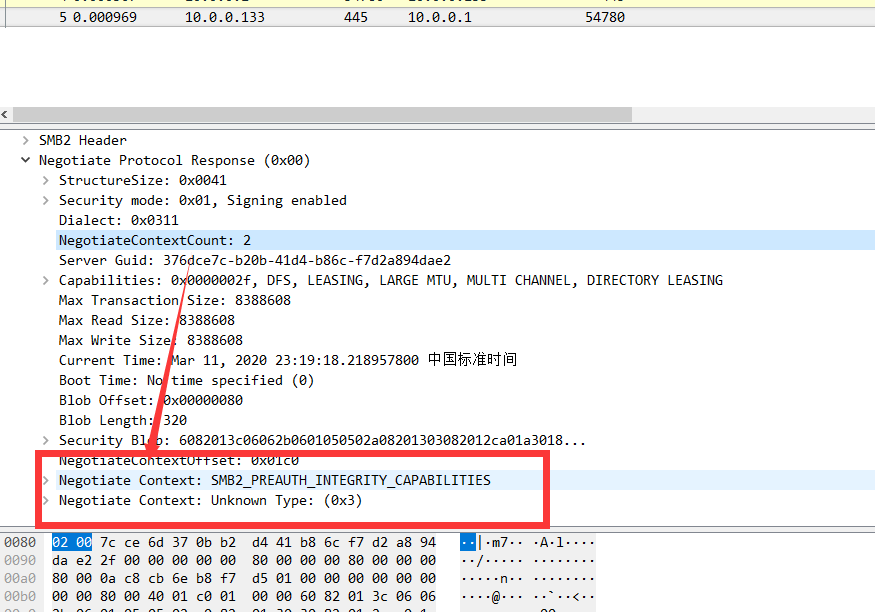 5 0.000969 10.0.0.133 445 10.0.0.1 54780
SMB2 Header
Negotiate Protocol Response (0x00)
StructureSize: 0x0041
Security mode: 0x01, Signing enabled
Dialect: 0x0311
NegotiateContextCount: 2
Server Guid: 376dce7c-b20b-41d4-b86c-f7d2a894dae2
Capabilities: 0x0000002f, DFS, LEASING, LARGE MTU, MULTI CHANNEL, DIRECTORY LEASING
Max Transaction Size: 8388608
Max Read Size: 8388608
Max Write Size: 8388608
Current Time: Mar 11, 2020 23:19:18.218957800 中国标准时间
Boot Time: No time specified (0)
Blob Offset: 0x00000080
Blob Length: 320
Security Blob: 6082013c06062b0601050502a08201303082012ca01a3018...
NegotiateContextOffset: 0x01c0
Negotiate Context: SMB2_PREAUTH_INTEGRITY_CAPABILITIES
Negotiate Context: Unknown Type: (0x3)
0080 02 00 7c ce 6d 37 0b b2 d4 41 b8 6c f7 d2 a8 94 ··|·m7·· ·A·l····
0090 da e2 2f 00 00 00 00 00 80 00 00 00 80 00 00 00 ··/····· ········
00a0 80 00 0a c8 cb 6e b8 f7 d5 01 00 00 00 00 00 00 ·····n·· ········
00b0 00 00 80 00 40 01 c0 01 00 00 60 82 01 3c 06 06 ····@··· ··`··<··